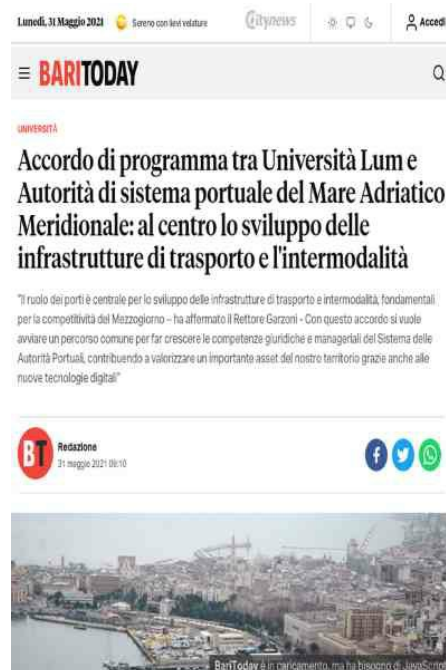 Lunedì, 31 Maggio 2021 Sereno con lievi velature Citynews Accedi
BARITODAY
UNIVERSITÀ
Accordo di programma tra Università Lum e
Autorità di sistema portuale del Mare Adriatico
Meridionale: al centro lo sviluppo delle
infrastrutture di trasporto e l'intermodalità
"Il ruolo dei porti è centrale per lo sviluppo delle infrastrutture di trasporto e intermodalità, fondamentali
per la competitività del Mezzogiorno – ha affermato il Rettore Garzoni - Con questo accordo si vuole
avviare un percorso comune per far crescere le competenze giuridiche e manageriali del Sistema delle
Autorità Portuali, contribuendo a valorizzare un importante asset del nostro territorio grazie anche alle
nuove tecnologie digitali"
BT
Redazione
31 maggio 2021 09:10
BariToday è in caricamento, ma ha bisogno di JavaScript